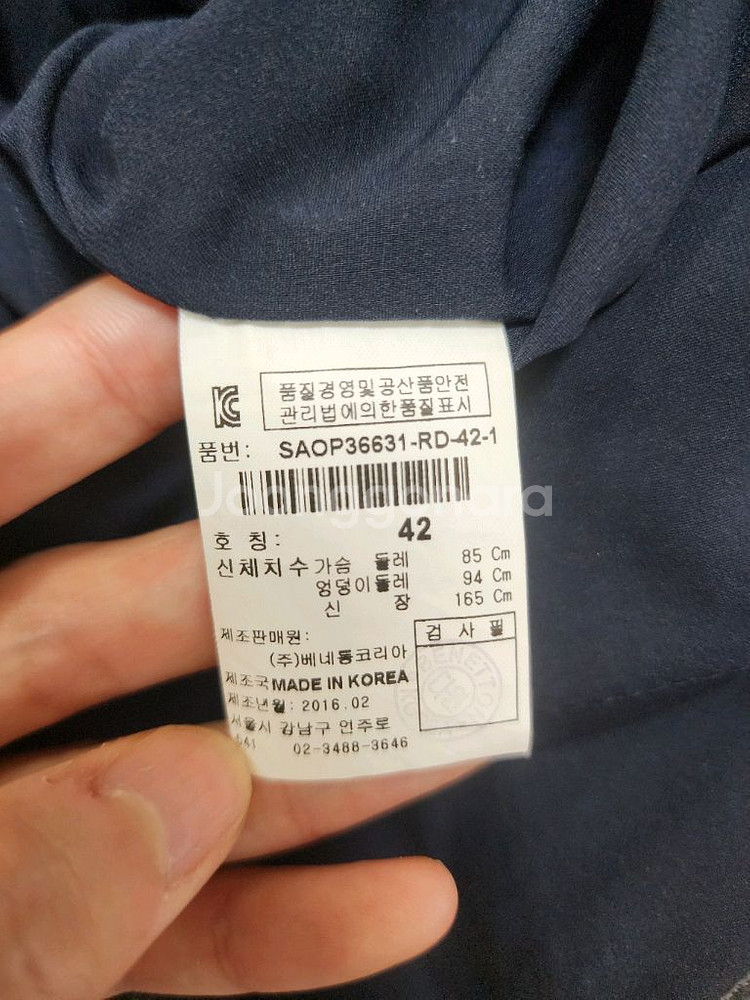 품질경영및공산품안전
관리법에의한품질표시
품번: SAOP36631-RD-42-1
Joonggonara
호 칭: 42
신체치수 가슴 둘레 85 Cm
엉덩이둘레 94 Cm
신 장 165 Cm
제조판매원: 검 사 필
(주)베네통코리아
제조국 MADE IN KOREA
제조년월: 2016.02
서울시 강남구 언주로
02-3488-3646
BENETTON